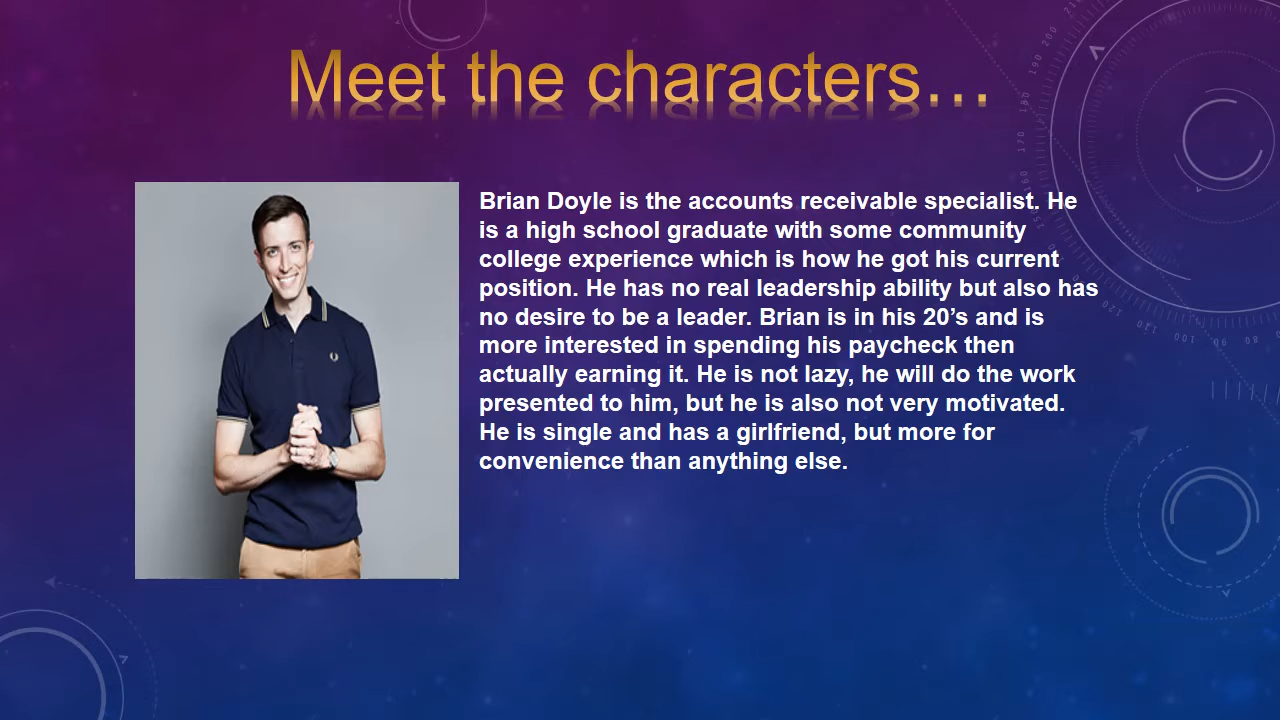 Meet the characters…
Brian Doyle is the accounts receivable specialist. He
is a high school graduate with some community
college experience which is how he got his current
position. He has no real leadership ability but also has
no desire to be a leader. Brian is in his 20’s and is
more interested in spending his paycheck then
actually earning it. He is not lazy, he will do the work
presented to him, but he is also not very motivated.
He is single and has a girlfriend, but more for
convenience than anything else.